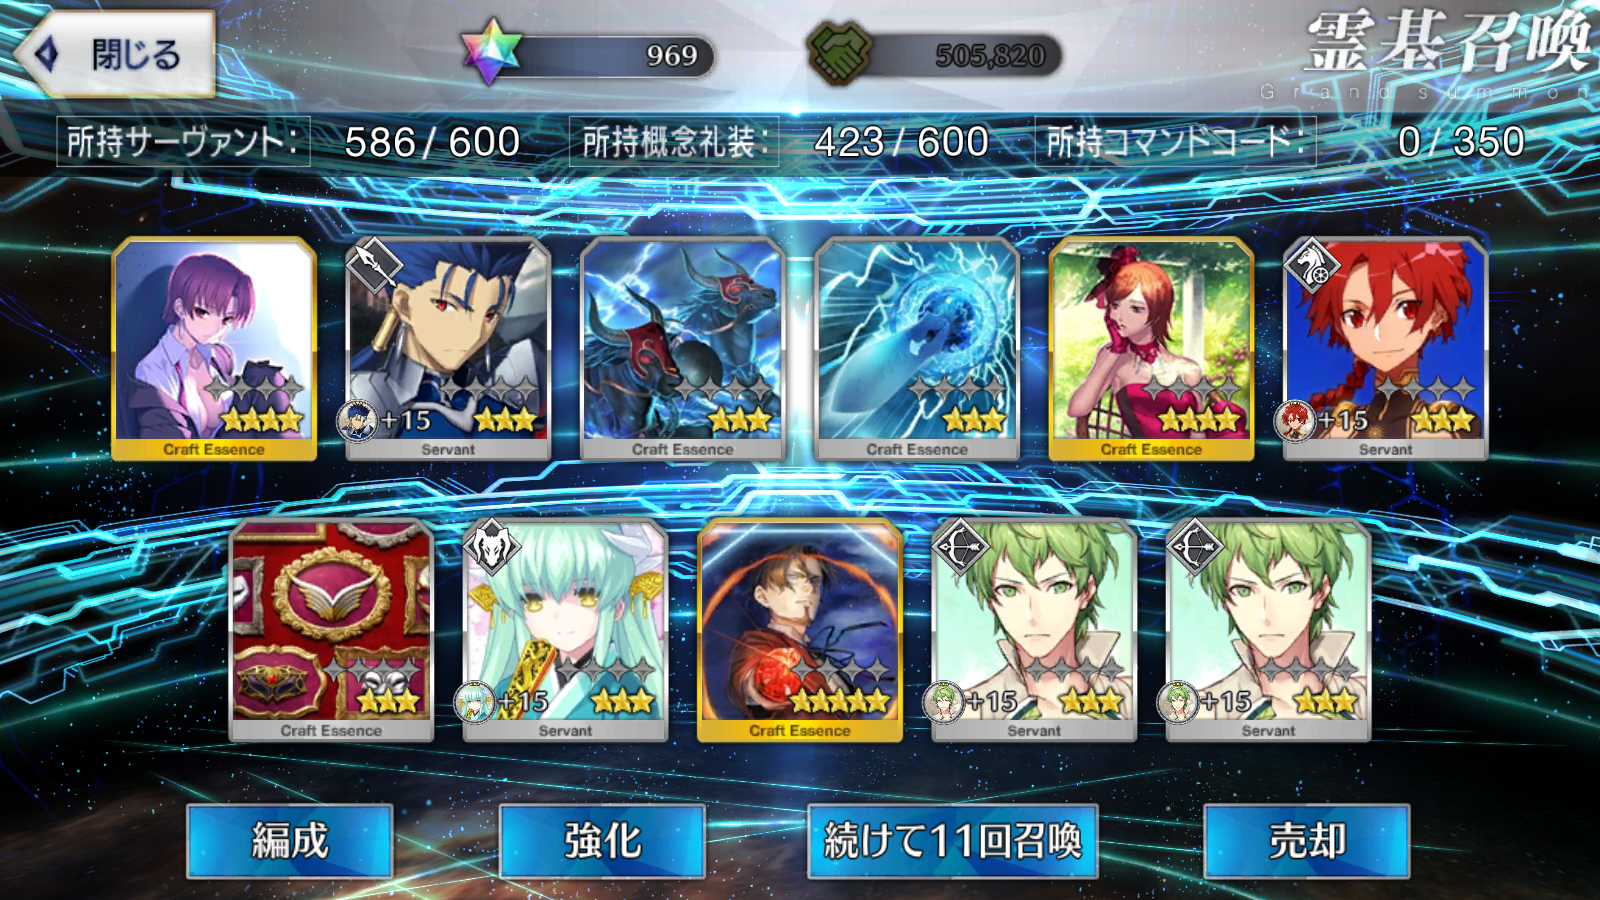 閉じる
969
505,820
霊基召喚
Grand summon
所持サーヴァント: 586 / 600
所持概念礼装: 423 / 600
所持コマンドコード: 0 / 350
+15
+15
Craft Essence
Servant
Craft Essence
Craft Essence
Craft Essence
Servant
+15
+15
+15
Craft Essence
Servant
Craft Essence
Servant
Servant
編成
強化
続けて11回召喚
売却